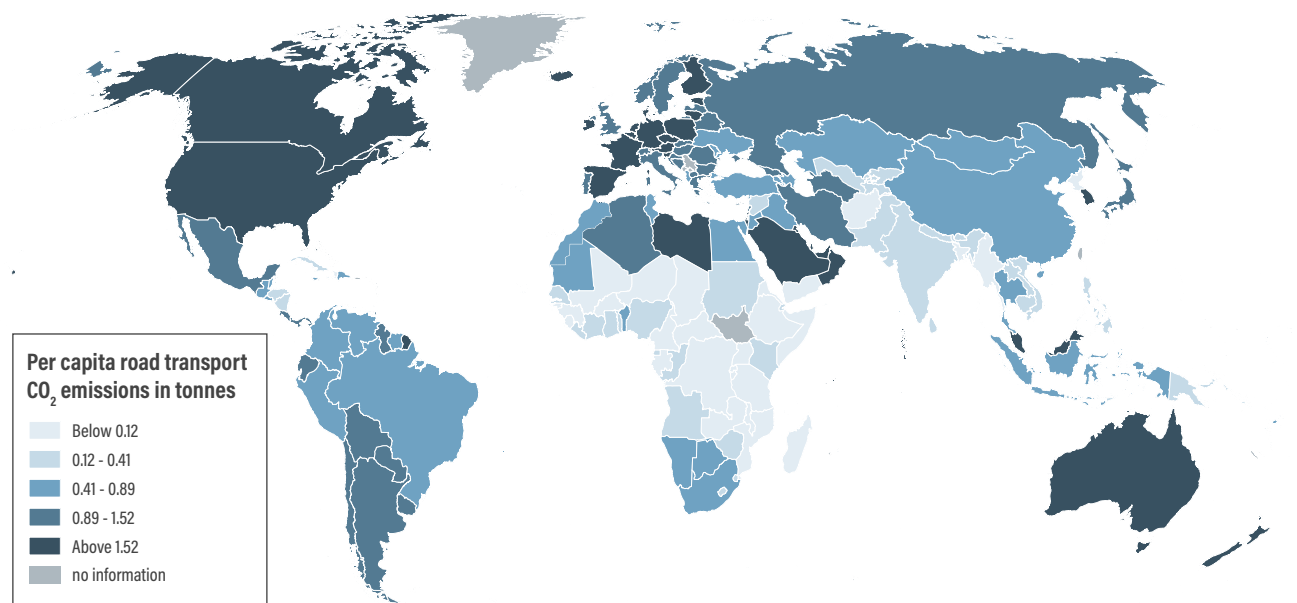 Per capita road transport
CO₂ emissions in tonnes
Below 0.12
0.12 - 0.41
0.41 - 0.89
0.89 - 1.52
Above 1.52
no information